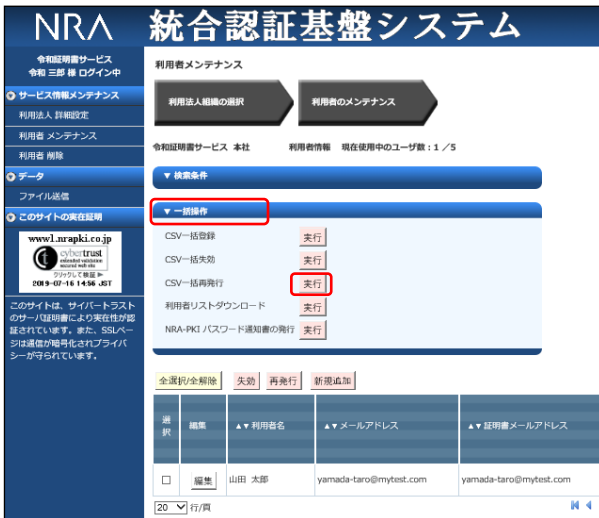 NRA 統合認証基盤システム
令和証明書サービス
令和 三郎 様 ログイン中
サービス情報メンテナンス
利用法人 詳細設定
利用者 メンテナンス
利用者 削除
データ
ファイル送信
このサイトの実在証明
www1.nrapki.co.jp
cybertrust
extended validation
secured web site
クリックして検証
2019-07-16 14:56 JST
このサイトは、サイバートラスト
のサーバ証明書により実在性が認
証されています。また、SSLペー
ジは通信が暗号化されプライバ
シーが守られています。
利用者メンテナンス
利用法人組織の選択
利用者のメンテナンス
令和証明書サービス 本社 利用者情報 現在使用中のユーザ数：1 ／5
▼ 検索条件
▼ 一括操作
CSV一括登録 実行
CSV一括失効 実行
CSV一括再発行 実行
利用者リストダウンロード 実行
NRA-PKI パスワード通知書の発行 実行
全選択/全解除 失効 再発行 新規追加
選択 編集 ▲▼ 利用者名 ▲▼ メールアドレス ▲▼ 証明書メールアドレス
編集 山田 太郎 yamada-taro@mytest.com yamada-taro@mytest.com
20 行/頁